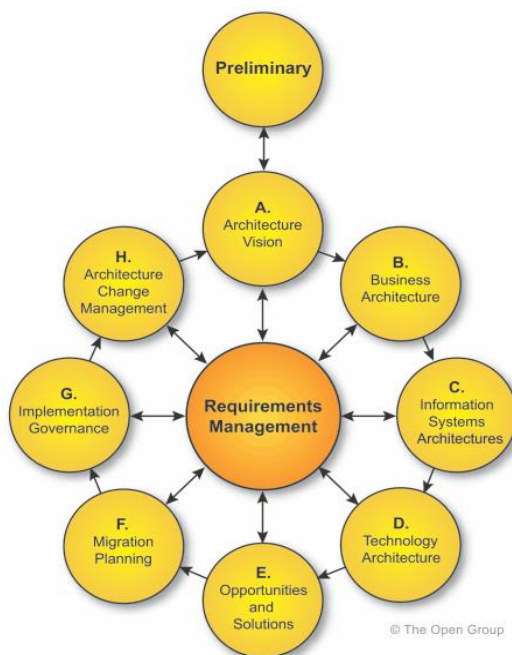 Preliminary
A.
Architecture
Vision
B.
Business
Architecture
C.
Information
Systems
Architectures
D.
Technology
Architecture
E.
Opportunities
and
Solutions
F.
Migration
Planning
G.
Implementation
Governance
H.
Architecture
Change
Management
Requirements
Management
© The Open Group